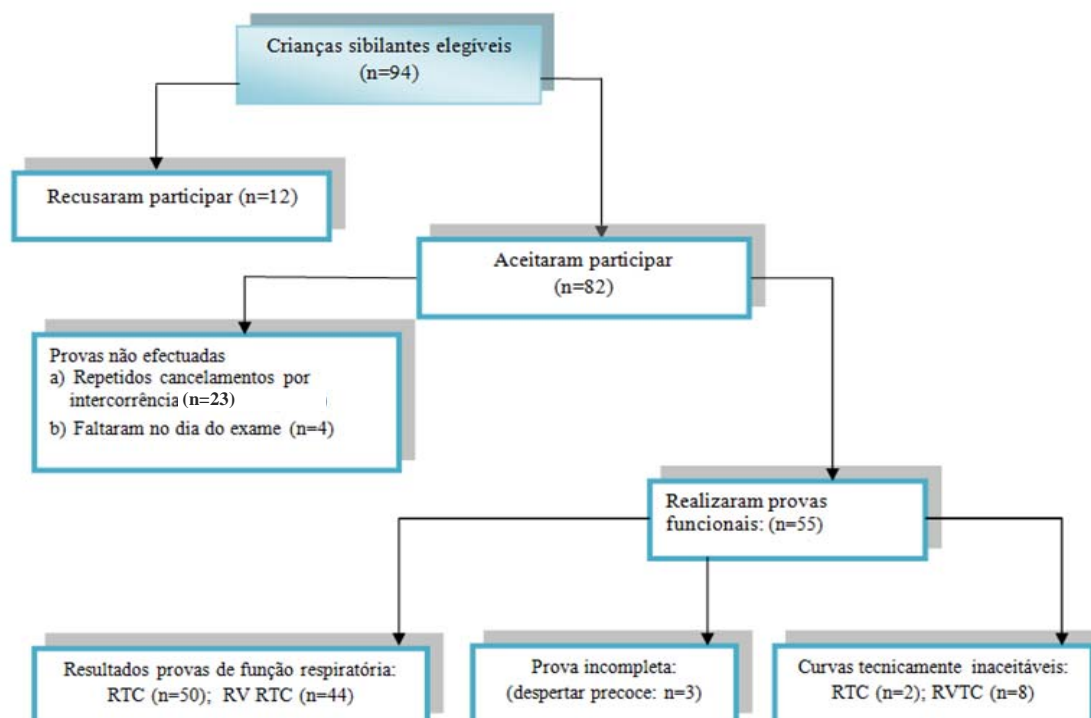 Crianças sibilantes elegíveis
(n=94)
Recusaram participar (n=12)
Aceitaram participar
(n=82)
Provas não efectuadas
a) Repetidos cancelamentos por
intercorrência (n=23)
b) Faltaram no dia do exame (n=4)
Realizaram provas
funcionais: (n=55)
Resultados provas de função respiratória:
RTC (n=50); RV RTC (n=44)
Prova incompleta:
(despertar precoce: n=3)
Curvas tecnicamente inaceitáveis:
RTC (n=2); RVTC (n=8)